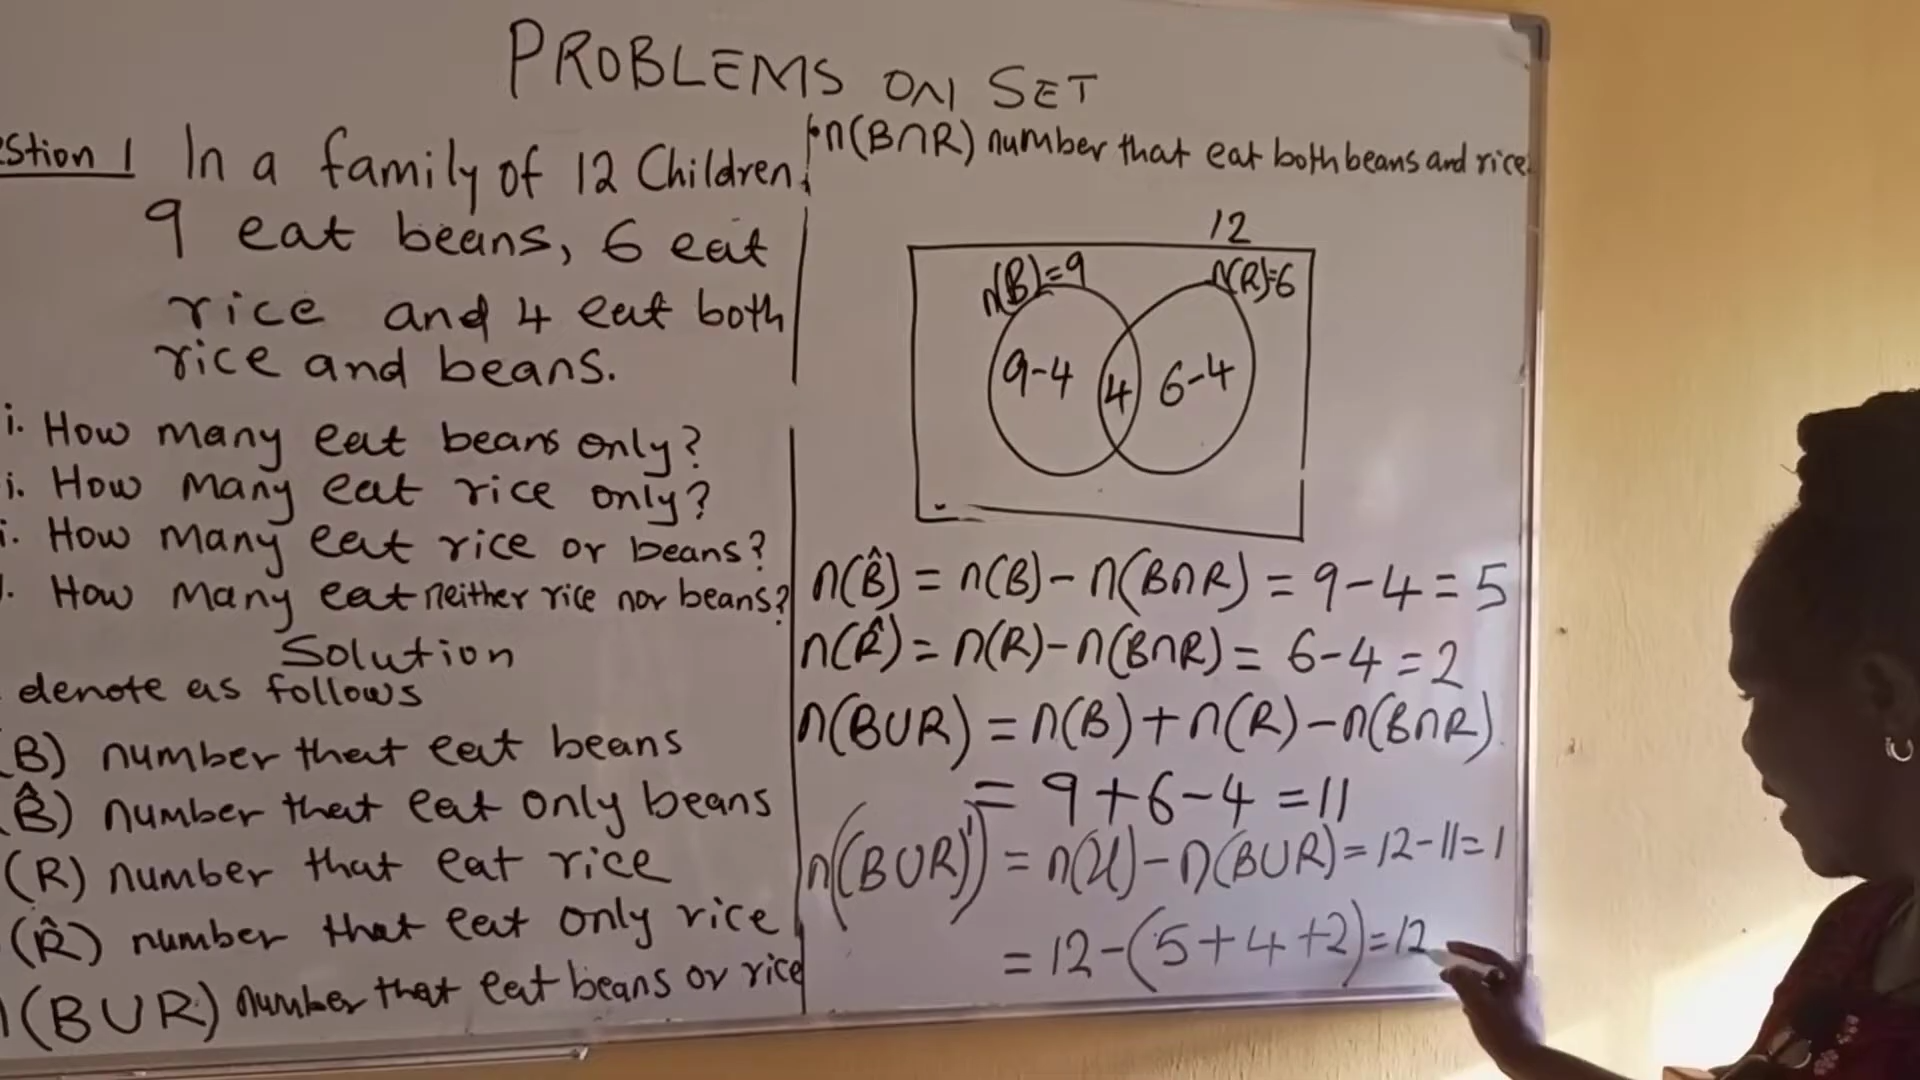 PROBLEMS ON SET
estion 1 In a family of 12 Children,
9 eat beans, 6 eat
rice and 4 eat both
rice and beans.
i. How many eat beans only?
i. How many eat rice only?
i. How many eat rice or beans?
. How many eat neither rice nor beans?
Solution
denote as follows
(B) number that eat beans
(B̂) number that eat only beans
(R) number that eat rice
(R̂) number that eat only rice
n(B∪R) number that eat beans or rice
n(B∩R) number that eat both beans and rice.
12
n(B)=9 n(R)=6
9-4 4 6-4
n(B̂) = n(B) - n(B∩R) = 9-4 = 5
n(R̂) = n(R) - n(B∩R) = 6-4 = 2
n(B∪R) = n(B) + n(R) - n(B∩R)
= 9+6-4 = 11
n((B∪R)') = n(U) - n(B∪R) = 12-11 = 1
= 12-(5+4+2) = 12